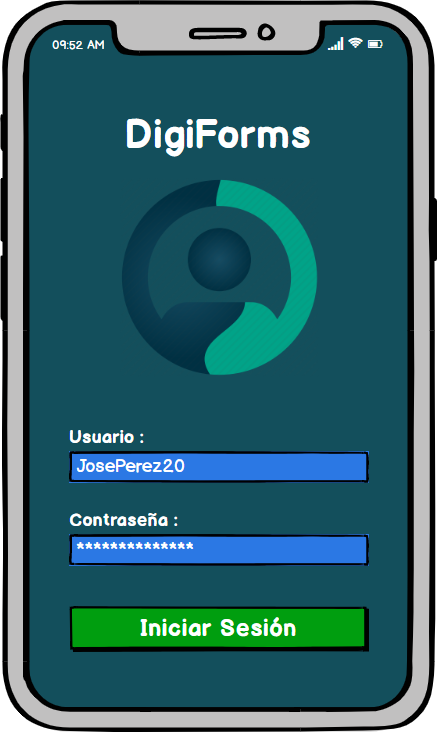 09:52 AM
DigiForms
Usuario :
JosePerez20
Contraseña :
**************
Iniciar Sesión